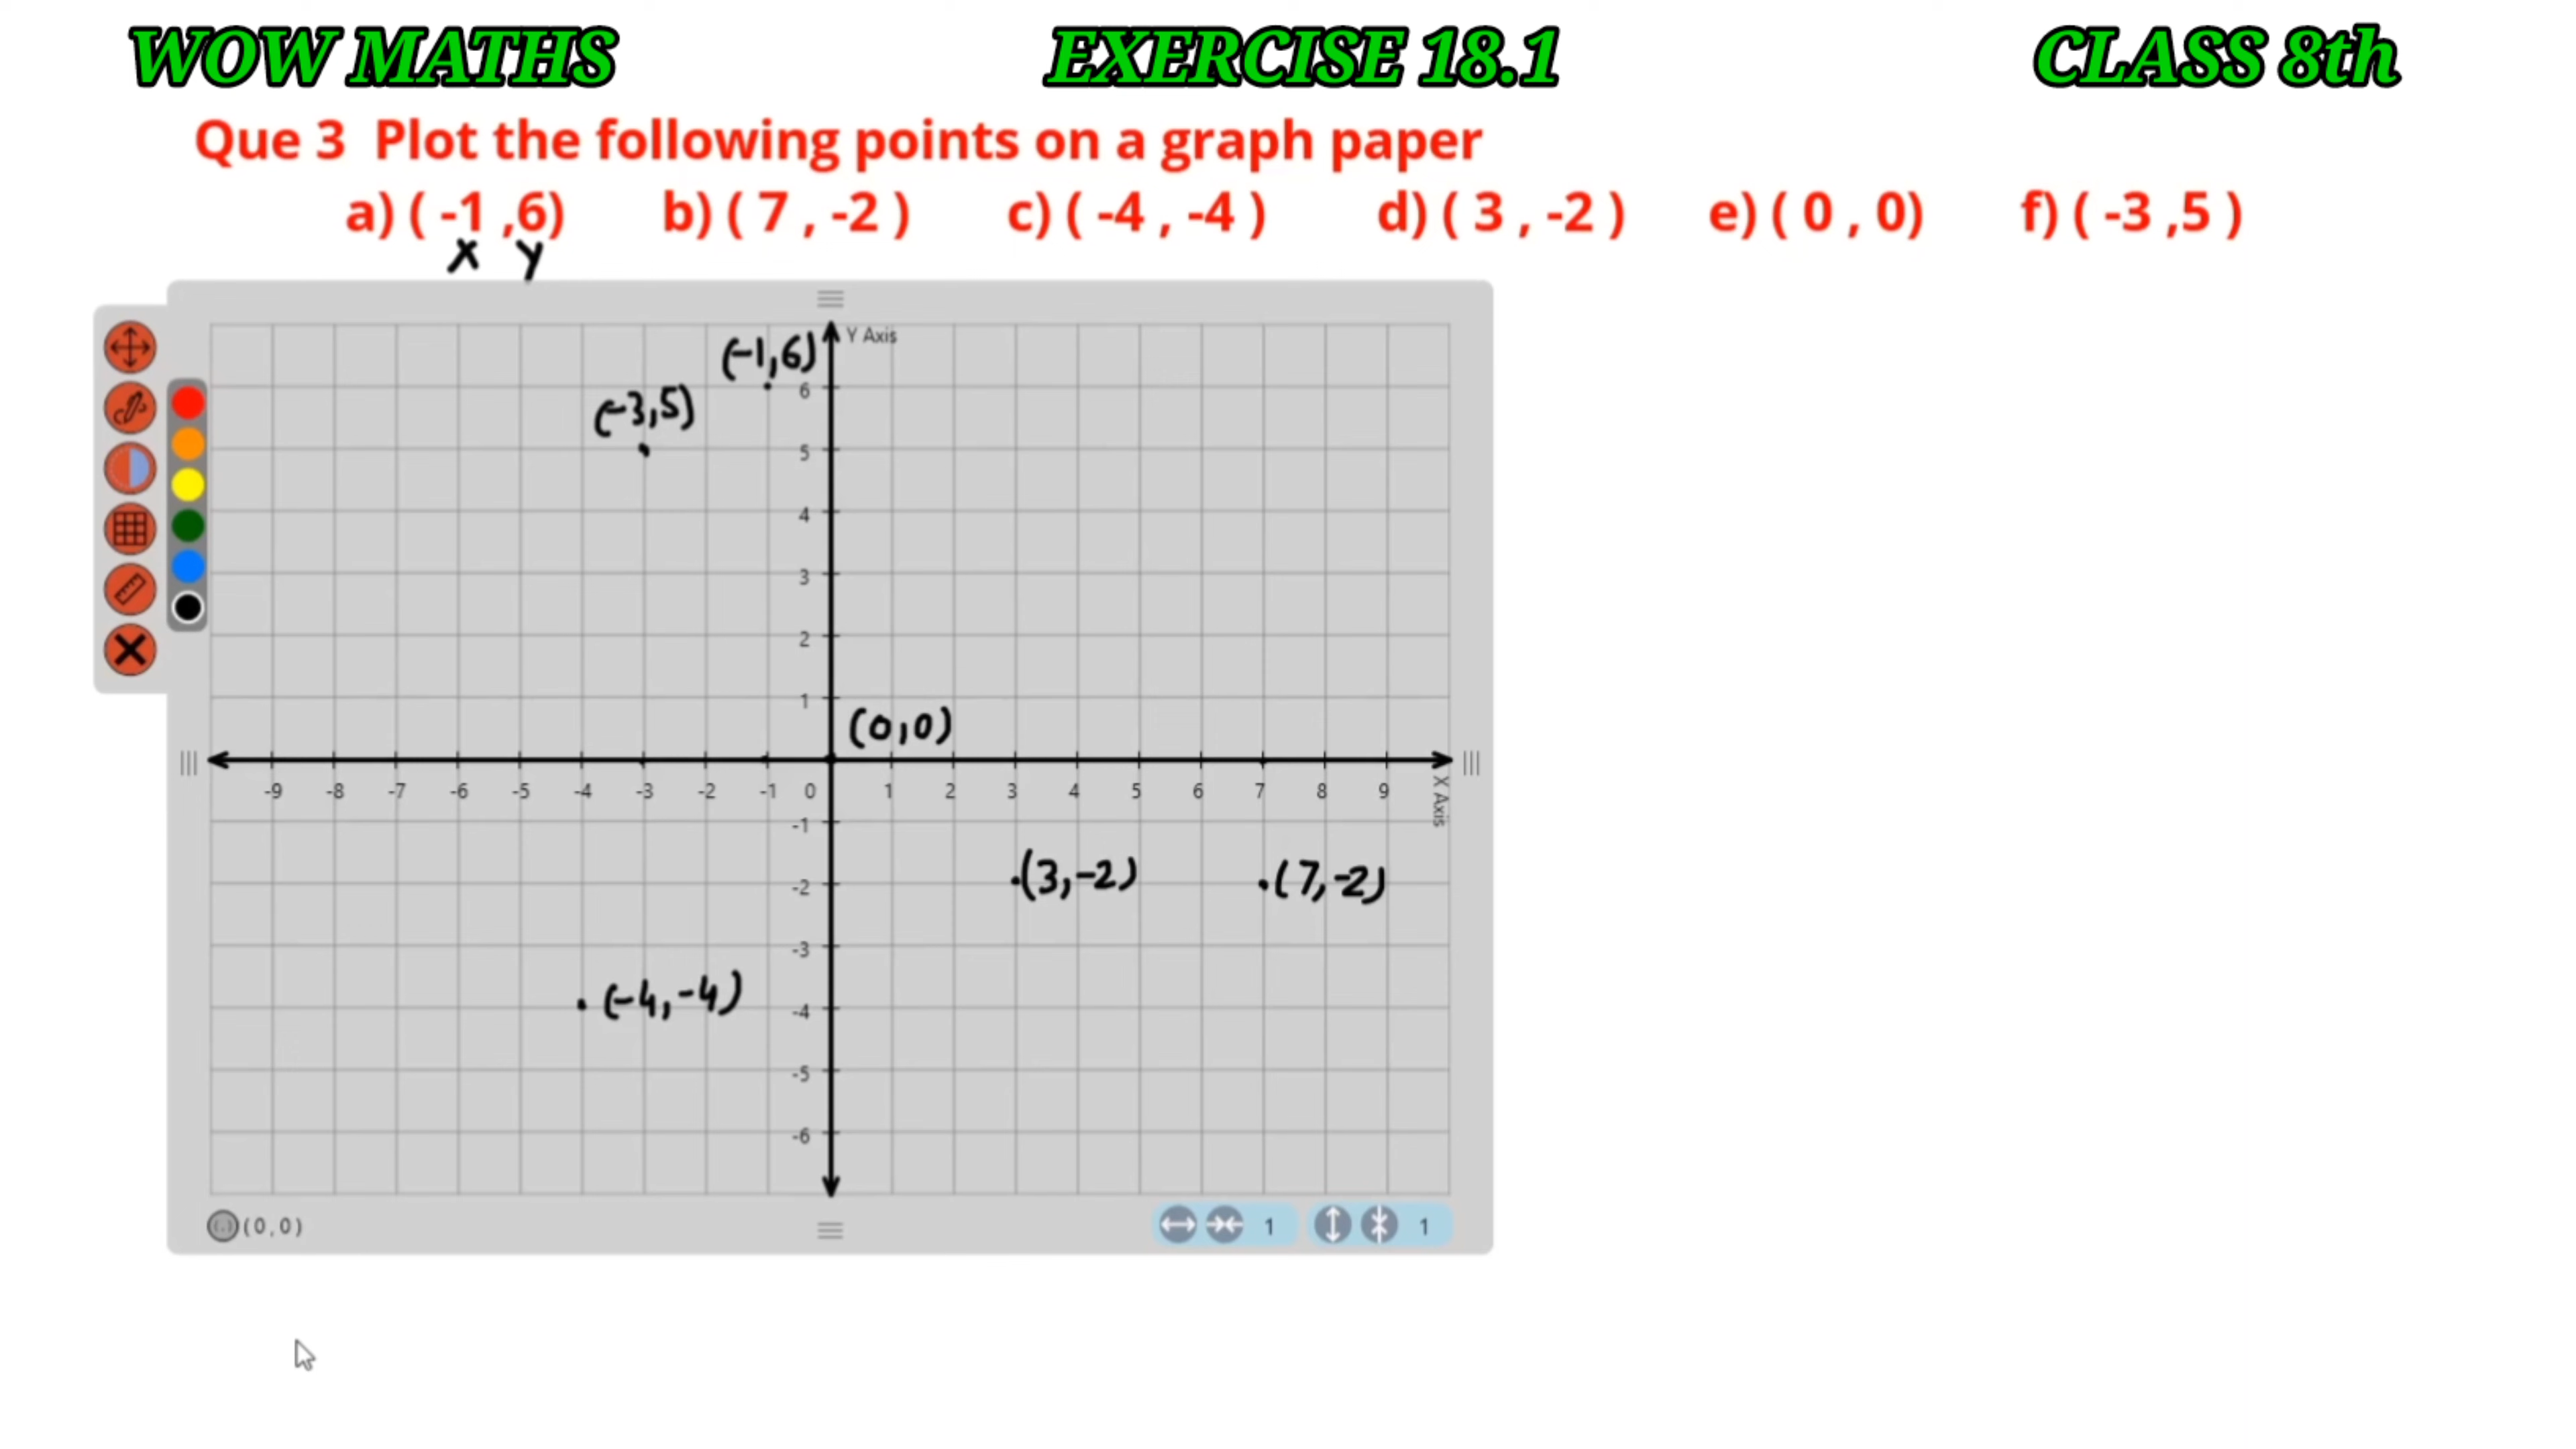 WOW MATHS EXERCISE 18.1 CLASS 8th
Que 3 Plot the following points on a graph paper
a) ( -1 ,6) b) ( 7 , -2 ) c) ( -4 , -4 ) d) ( 3 , -2 ) e) ( 0 , 0) f) ( -3 ,5 )
X Y
Y Axis
(-1,6)
6
(-3,5)
5
4
3
2
1
(0,0)
-9 -8 -7 -6 -5 -4 -3 -2 -1 0 1 2 3 4 5 6 7 8 9
X Axis
-1
-2 (3,-2) (7,-2)
-3
(-4,-4)
-4
-5
-6
(0,0) 1 1